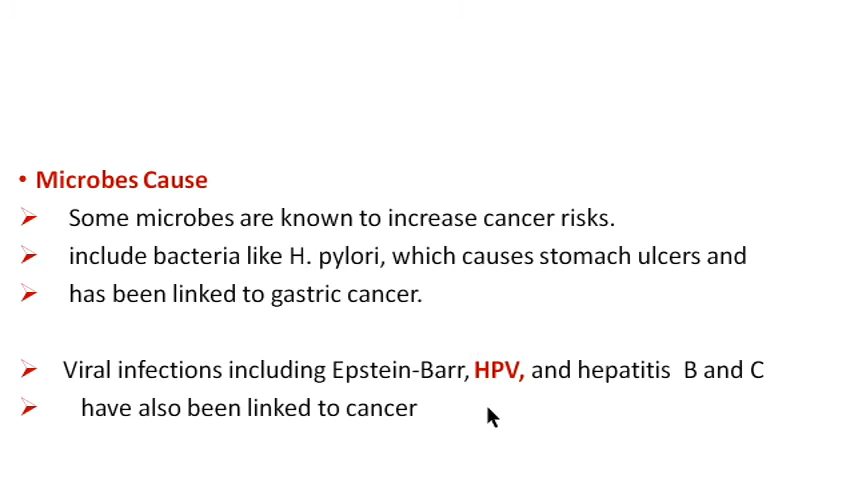 • Microbes Cause
➢ Some microbes are known to increase cancer risks.
➢ include bacteria like H. pylori, which causes stomach ulcers and
➢ has been linked to gastric cancer.
➢ Viral infections including Epstein-Barr, HPV, and hepatitis B and C
➢ have also been linked to cancer